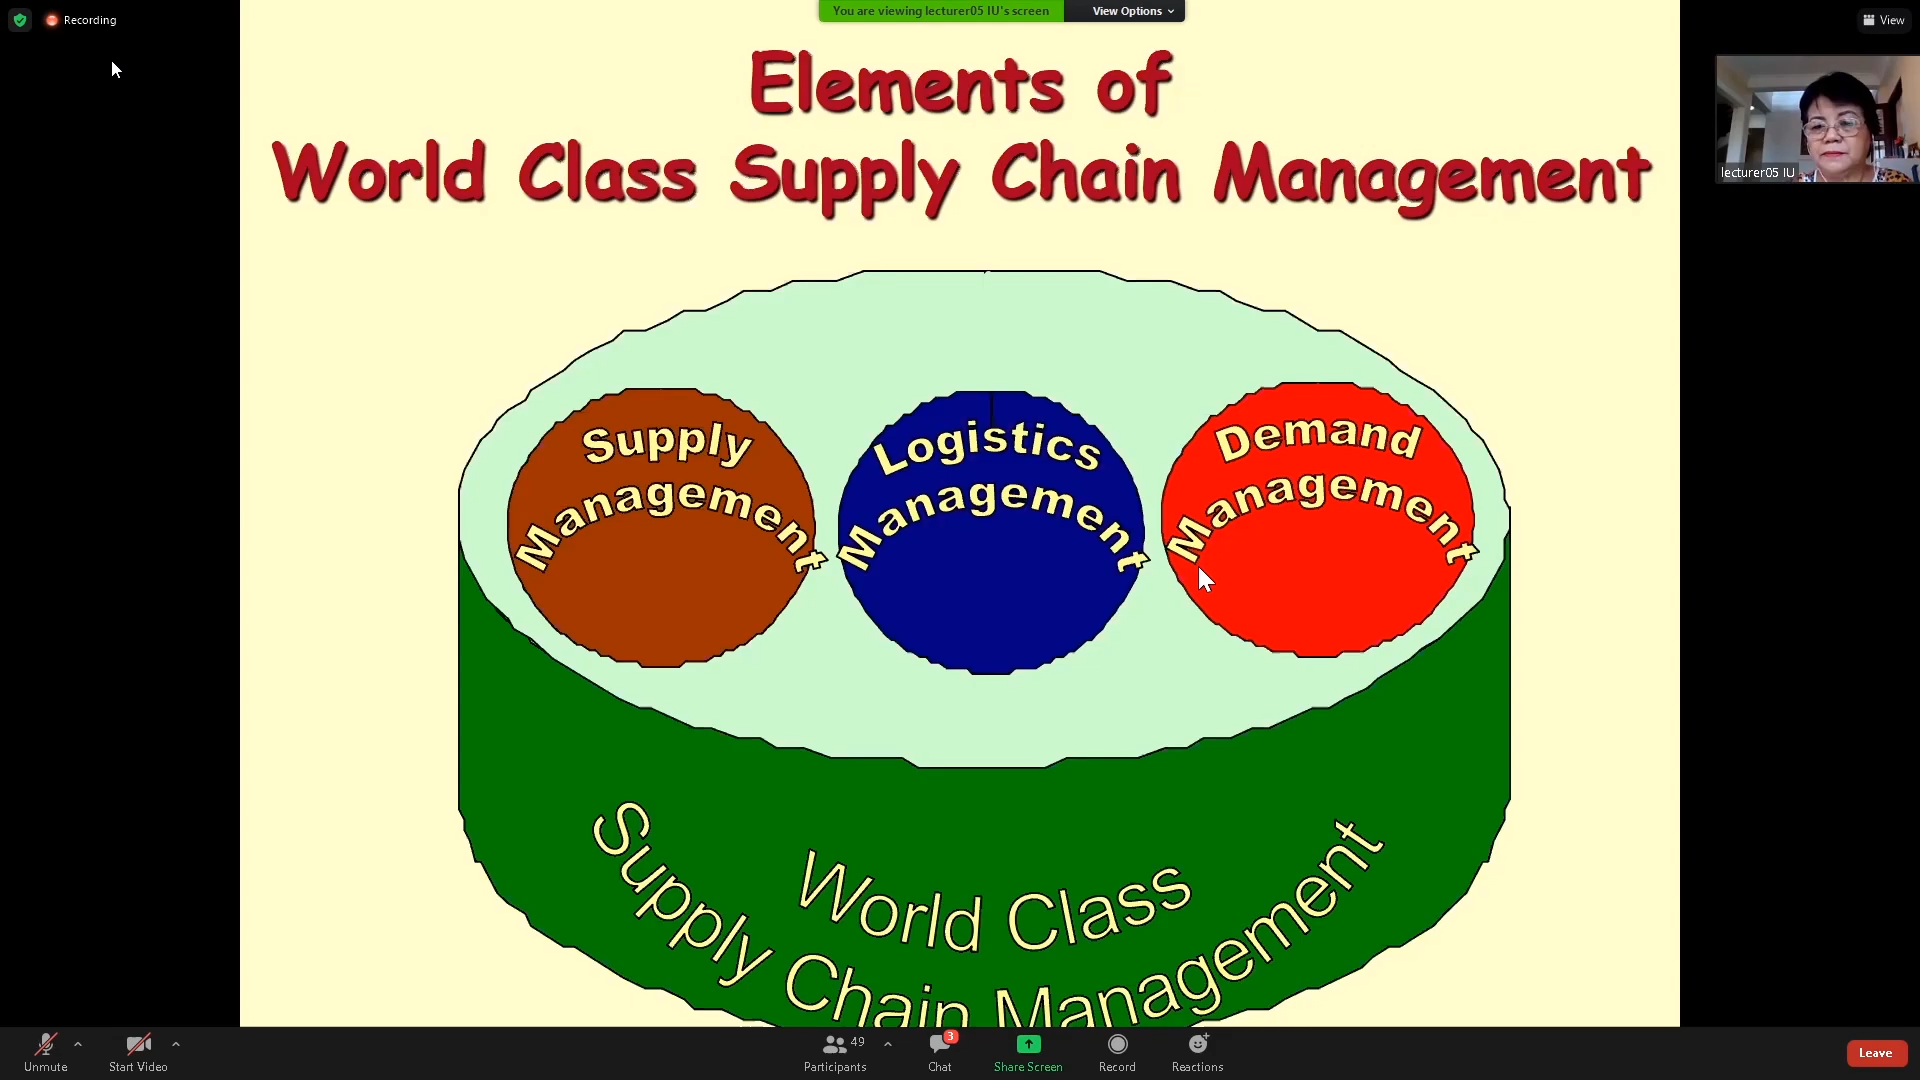 Recording
You are viewing lecturer05 IU's screen
View Options
View
Elements of
World Class Supply Chain Management
lecturer05 IU
Supply
Management
Logistics
Management
Demand
Management
World Class
Supply Chain Management
Unmute
Start Video
49
Participants
3
Chat
Share Screen
Record
Reactions
Leave